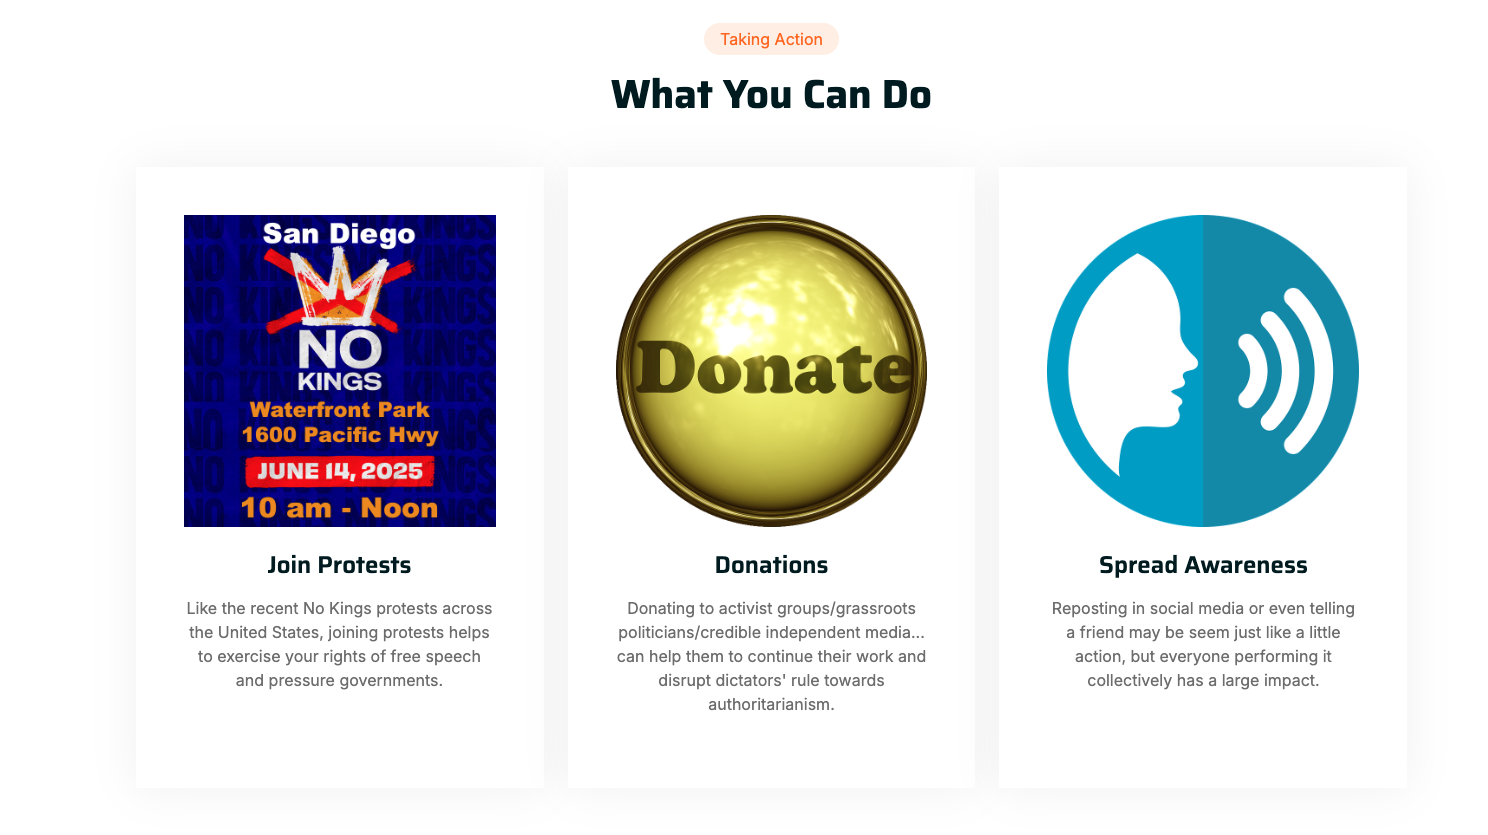 Taking Action
What You Can Do
San Diego
NO
KINGS
Waterfront Park
1600 Pacific Hwy
JUNE 14, 2025
10 am - Noon
Join Protests
Like the recent No Kings protests across
the United States, joining protests helps
to exercise your rights of free speech
and pressure governments.
Donate
Donations
Donating to activist groups/grassroots
politicians/credible independent media...
can help them to continue their work and
disrupt dictators' rule towards
authoritarianism.
Spread Awareness
Reposting in social media or even telling
a friend may be seem just like a little
action, but everyone performing it
collectively has a large impact.